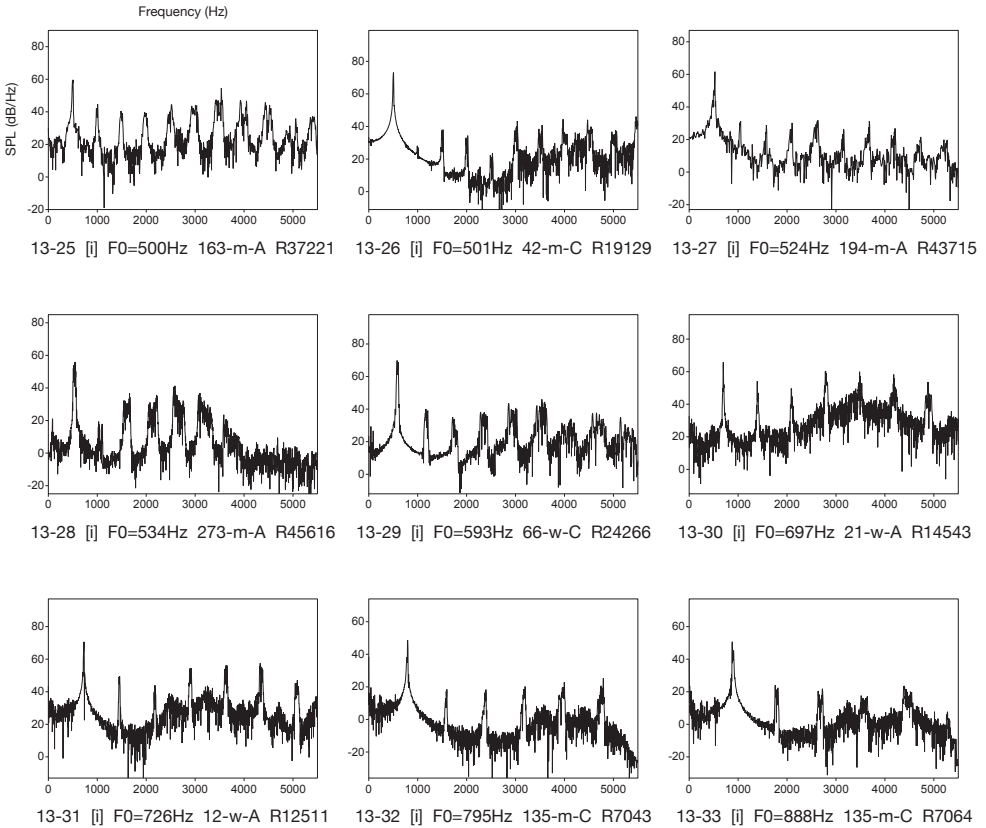 Frequency (Hz)
SPL (dB/Hz)
80 60 40 20 0 -20
0 1000 2000 3000 4000 5000
80 60 40 20 0
0 1000 2000 3000 4000 5000
80 60 40 20 0 -20
0 1000 2000 3000 4000 5000
13-25 [i] F0=500Hz 163-m-A R37221
13-26 [i] F0=501Hz 42-m-C R19129
13-27 [i] F0=524Hz 194-m-A R43715
80 60 40 20 0 -20
0 1000 2000 3000 4000 5000
80 60 40 20 0
0 1000 2000 3000 4000 5000
80 60 40 20 0
0 1000 2000 3000 4000 5000
13-28 [i] F0=534Hz 273-m-A R45616
13-29 [i] F0=593Hz 66-w-C R24266
13-30 [i] F0=697Hz 21-w-A R14543
80 60 40 20 0
0 1000 2000 3000 4000 5000
60 40 20 0 -20
0 1000 2000 3000 4000 5000
60 40 20 0 -20
0 1000 2000 3000 4000 5000
13-31 [i] F0=726Hz 12-w-A R12511
13-32 [i] F0=795Hz 135-m-C R7043
13-33 [i] F0=888Hz 135-m-C R7064